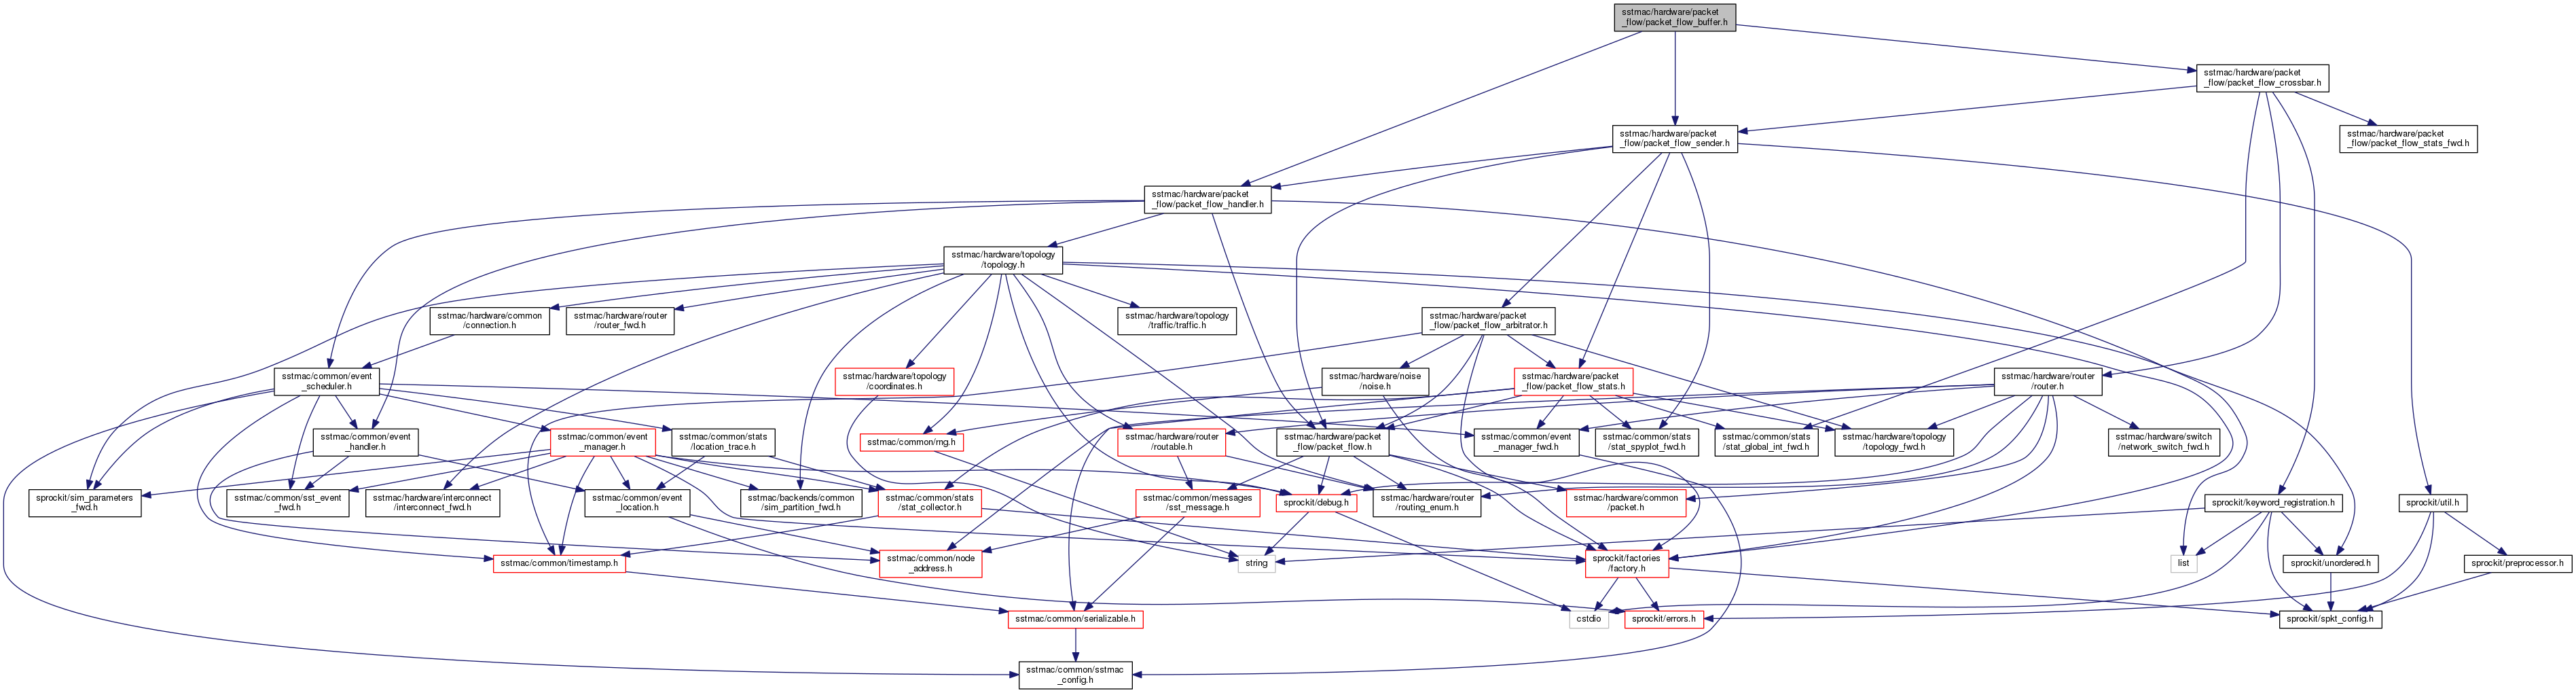 sstmac/hardware/packet
_flow/packet_flow_buffer.h
sstmac/hardware/packet
_flow/packet_flow_crossbar.h
sstmac/hardware/packet
_flow/packet_flow_sender.h
sstmac/hardware/packet
_flow/packet_flow_stats_fwd.h
sstmac/hardware/packet
_flow/packet_flow_handler.h
sstmac/hardware/topology
/topology.h
sstmac/hardware/common
/connection.h
sstmac/hardware/router
/router_fwd.h
sstmac/hardware/topology
/traffic/traffic.h
sstmac/hardware/packet
_flow/packet_flow_arbitrator.h
sstmac/common/event
_scheduler.h
sstmac/hardware/topology
/coordinates.h
sstmac/hardware/noise
/noise.h
sstmac/hardware/packet
_flow/packet_flow_stats.h
sstmac/hardware/router
/router.h
sstmac/common/event
_handler.h
sstmac/common/event
_manager.h
sstmac/common/stats
/location_trace.h
sstmac/common/rng.h
sstmac/hardware/router
/routable.h
sstmac/hardware/packet
_flow/packet_flow.h
sstmac/common/event
_manager_fwd.h
sstmac/common/stats
/stat_spyplot_fwd.h
sstmac/common/stats
/stat_global_int_fwd.h
sstmac/hardware/topology
/topology_fwd.h
sstmac/hardware/switch
/network_switch_fwd.h
sprockit/sim_parameters
_fwd.h
sstmac/common/sst_event
_fwd.h
sstmac/hardware/interconnect
/interconnect_fwd.h
sstmac/common/event
_location.h
sstmac/backends/common
/sim_partition_fwd.h
sstmac/common/stats
/stat_collector.h
sstmac/common/messages
/sst_message.h
sprockit/debug.h
sstmac/hardware/router
/routing_enum.h
sstmac/hardware/common
/packet.h
sprockit/keyword_registration.h
sprockit/util.h
sstmac/common/timestamp.h
sstmac/common/node
_address.h
string
sprockit/factories
/factory.h
list
sprockit/unordered.h
sprockit/preprocessor.h
sstmac/common/serializable.h
cstdio
sprockit/errors.h
sprockit/spkt_config.h
sstmac/common/sstmac
_config.h